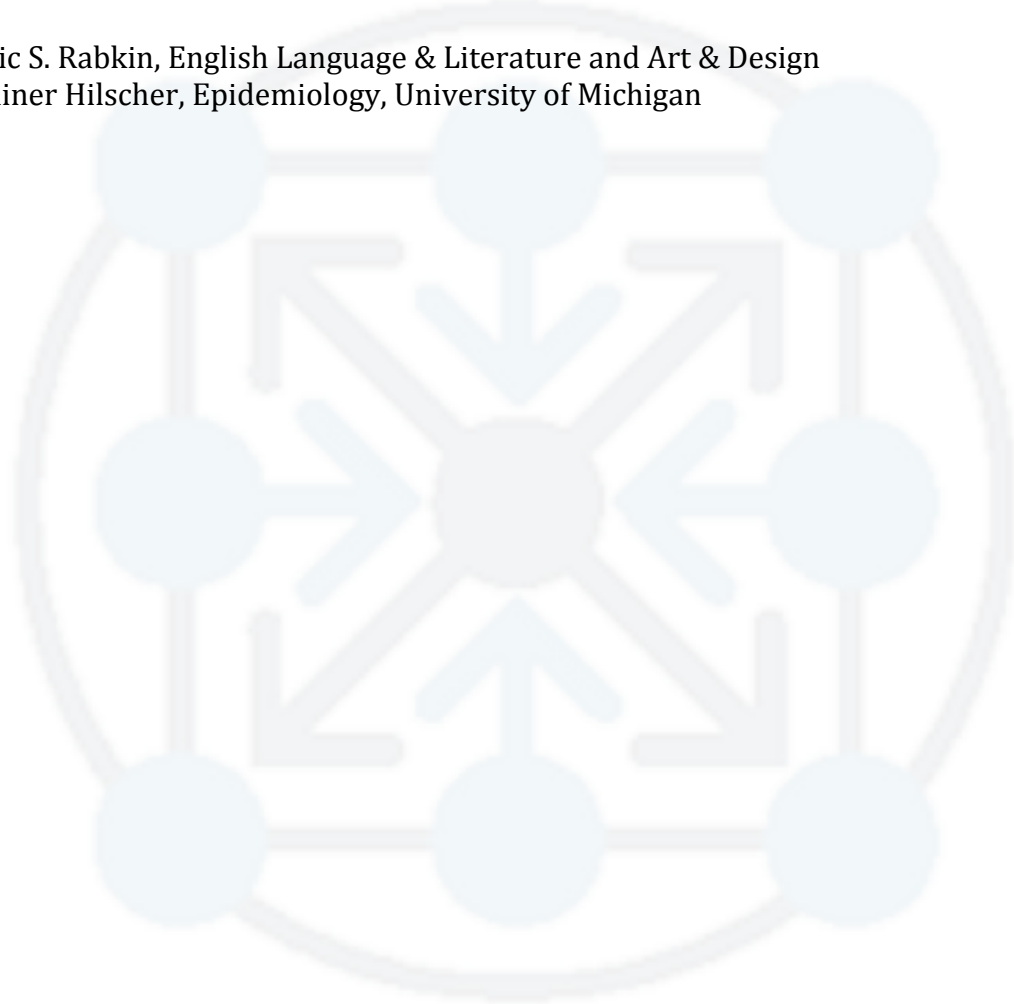 ic S. Rabkin, English Language & Literature and Art & Design
iner Hilscher, Epidemiology, University of Michigan